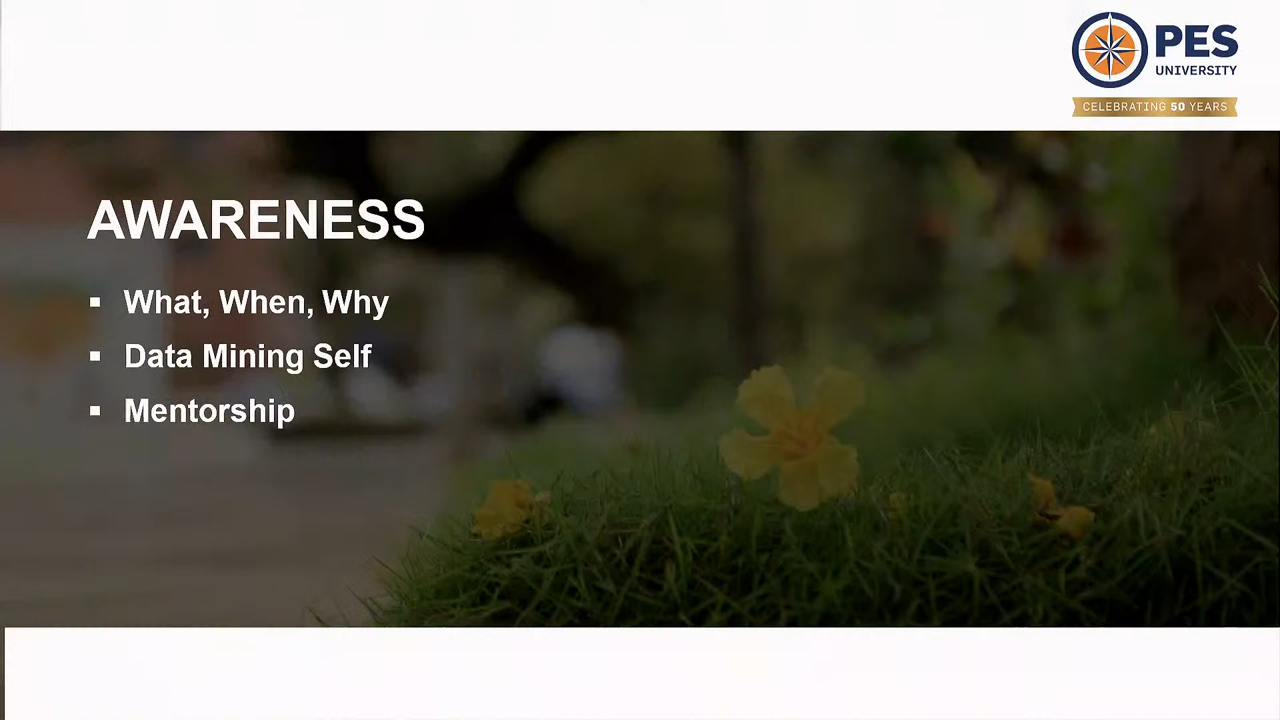 PES
UNIVERSITY
CELEBRATING 50 YEARS
AWARENESS
▪ What, When, Why
▪ Data Mining Self
▪ Mentorship